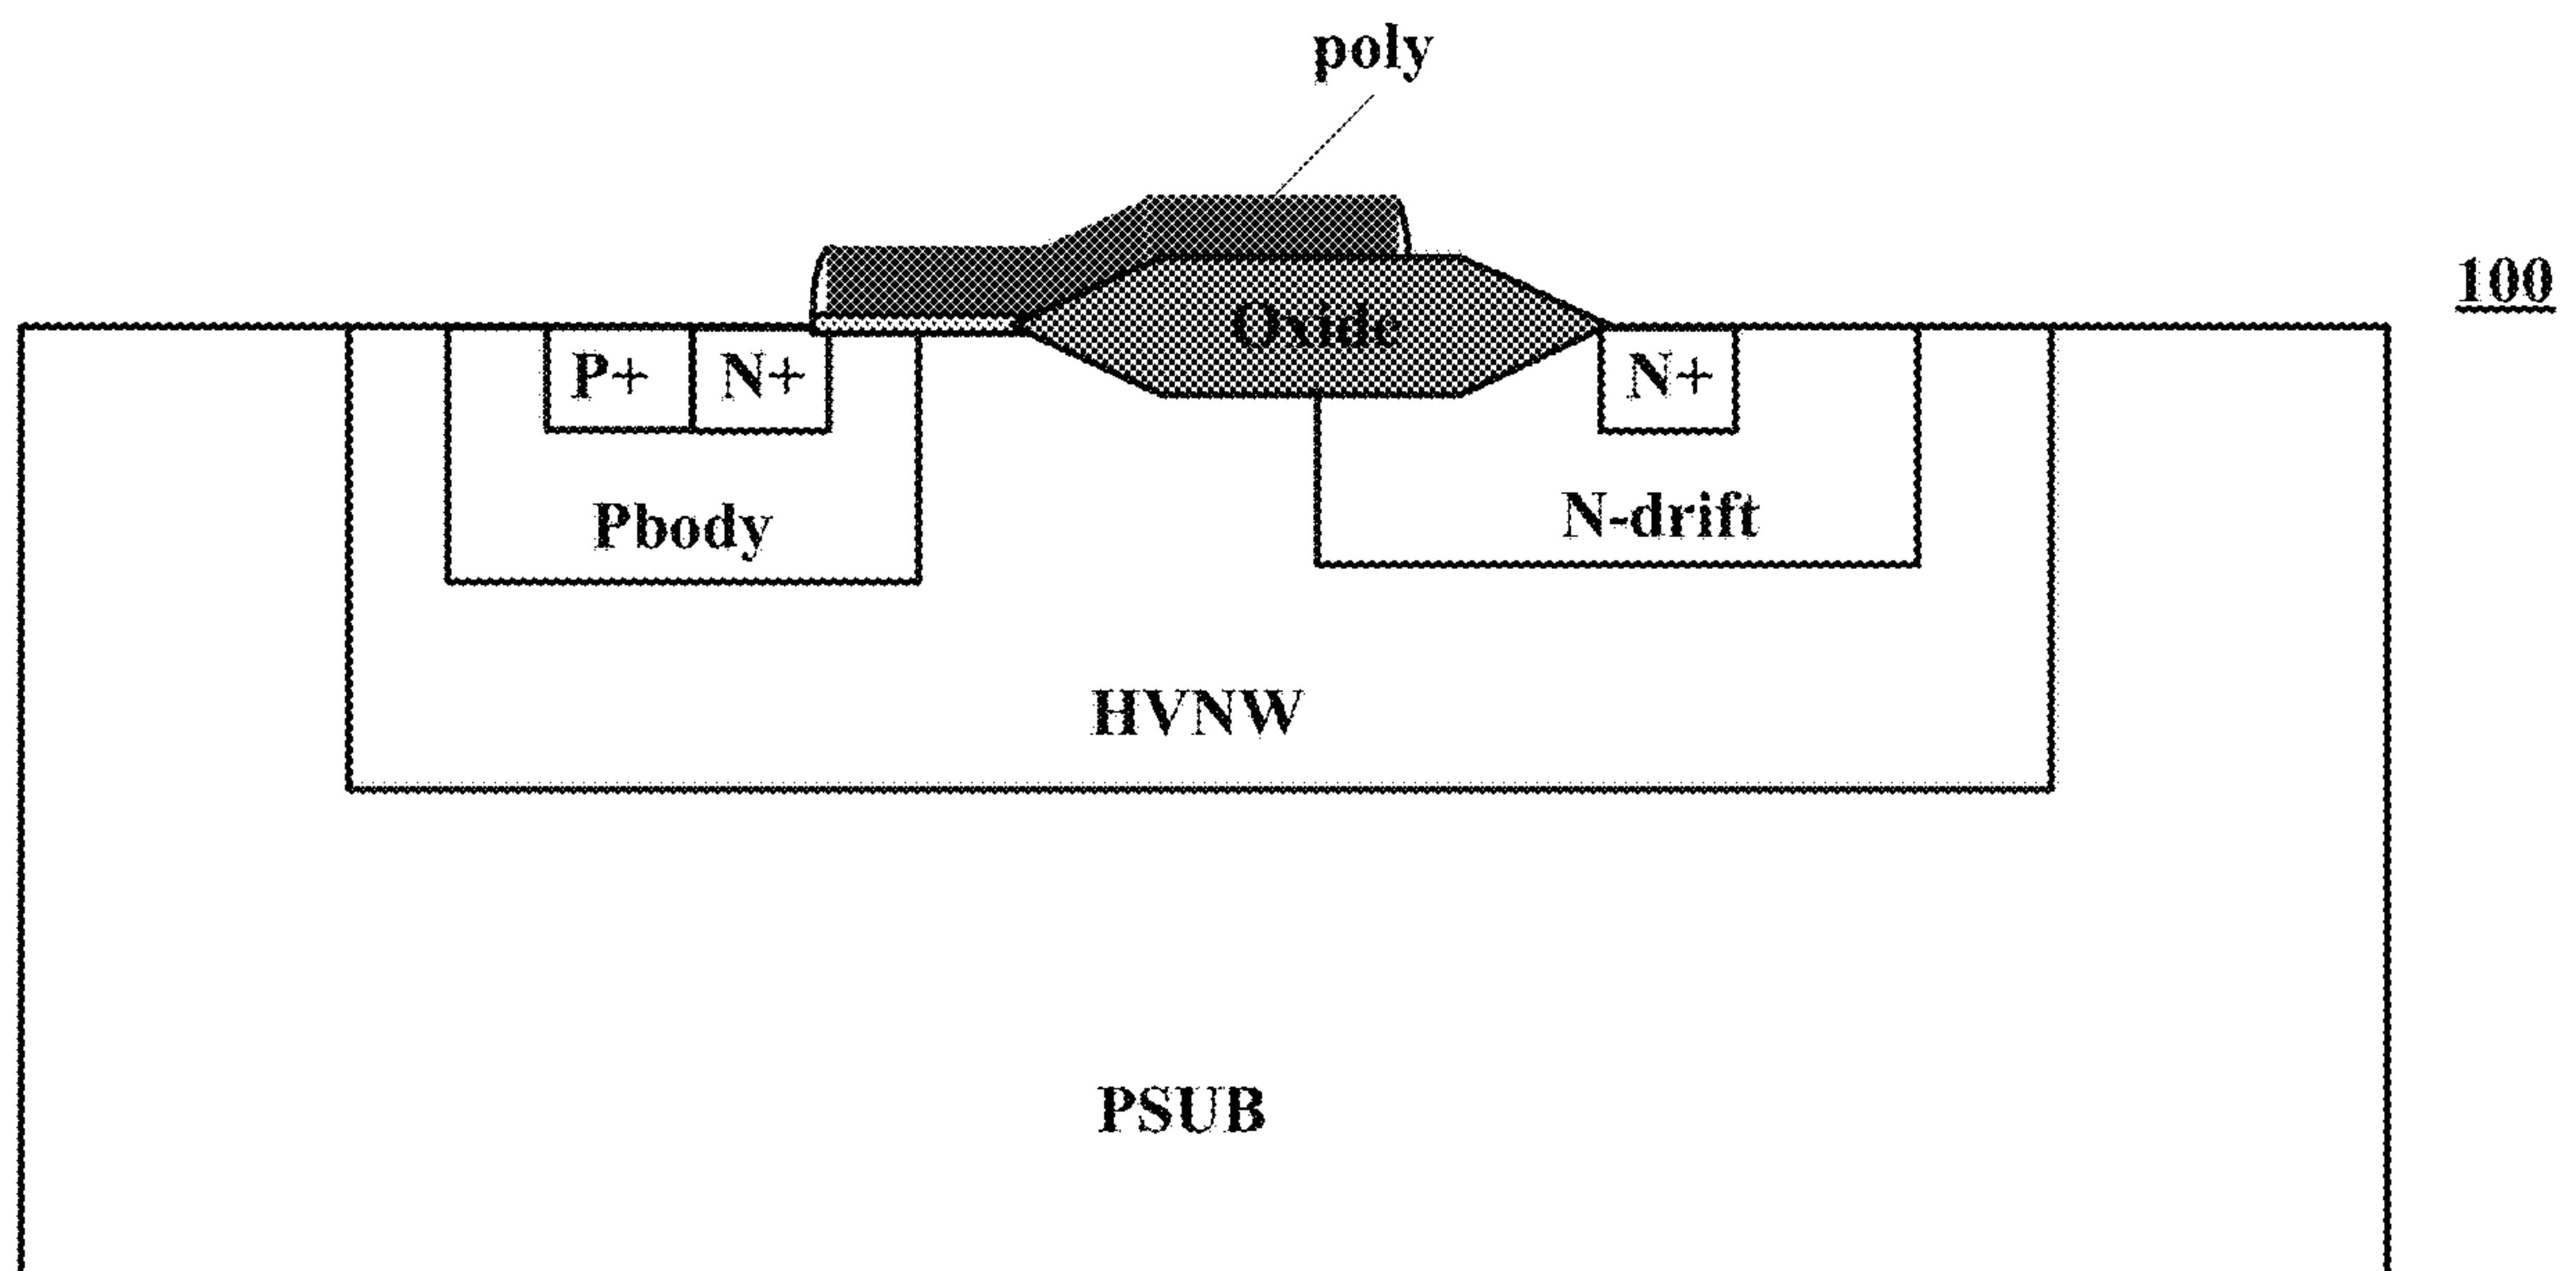 poly
100
Oxide
P+ N+ N+
Pbody N-drift
HVNW
PSUB